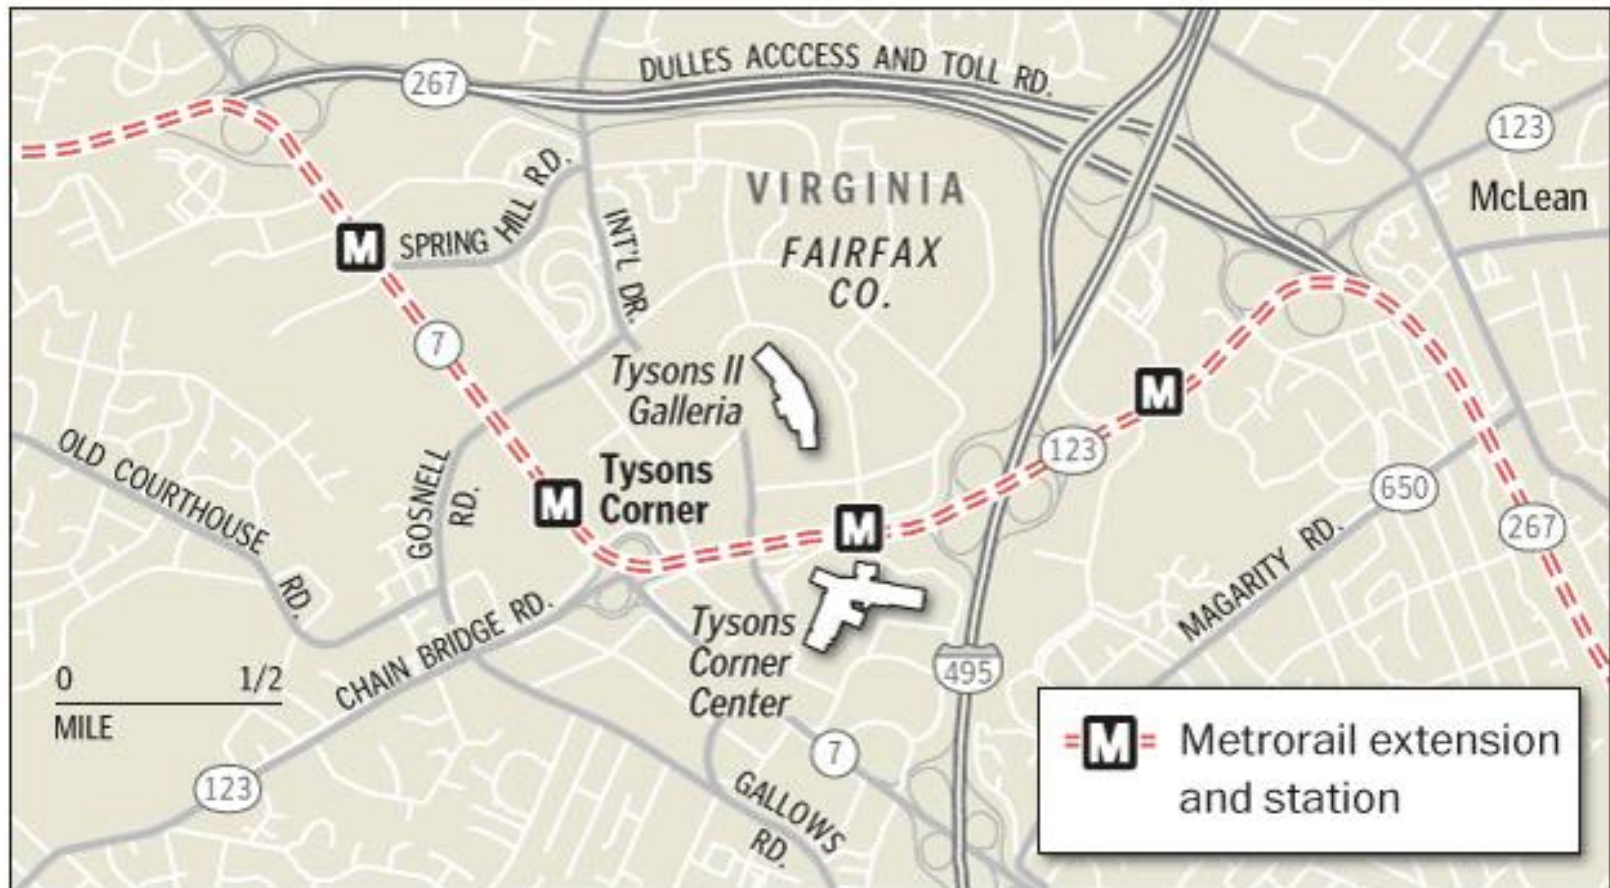 DULLES ACCCESS AND TOLL RD.
267
123
McLean
VIRGINIA
FAIRFAX
CO.
M
SPRING HILL RD.
INT'L DR.
7
Tysons II
Galleria
M
123
650
267
OLD COURTHOUSE RD.
GOSNELL
RD.
M
Tysons
Corner
M
MAGARITY RD.
CHAIN BRIDGE RD.
Tysons
Corner
Center
495
0 1/2
MILE
7
123
GALLOWS
RD.
M Metrorail extension
and station